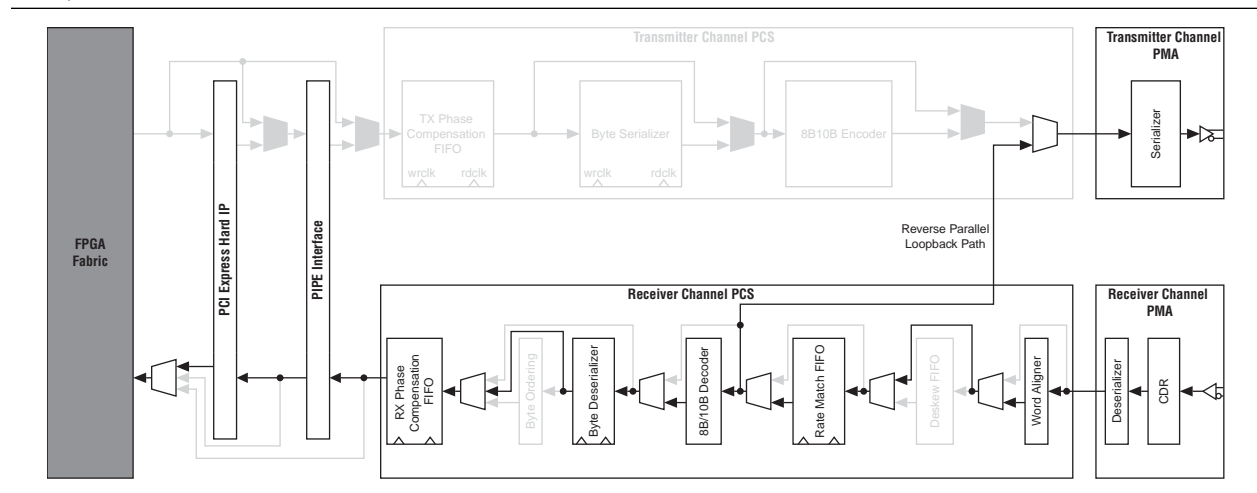 Transmitter Channel PCS
Transmitter Channel
PMA
TX Phase
Compensation
FIFO
wrclk
rdclk
Byte Serializer
wrclk
rdclk
8B10B Encoder
Serializer
FPGA
Fabric
PCI Express Hard IP
PIPE Interface
Reverse Parallel
Loopback Path
Receiver Channel PCS
Receiver Channel
PMA
RX Phase
Compensation
FIFO
Byte Ordering
Byte Deserializer
8B/10B Decoder
Rate Match FIFO
Deskew FIFO
Word Aligner
Deserializer
CDR